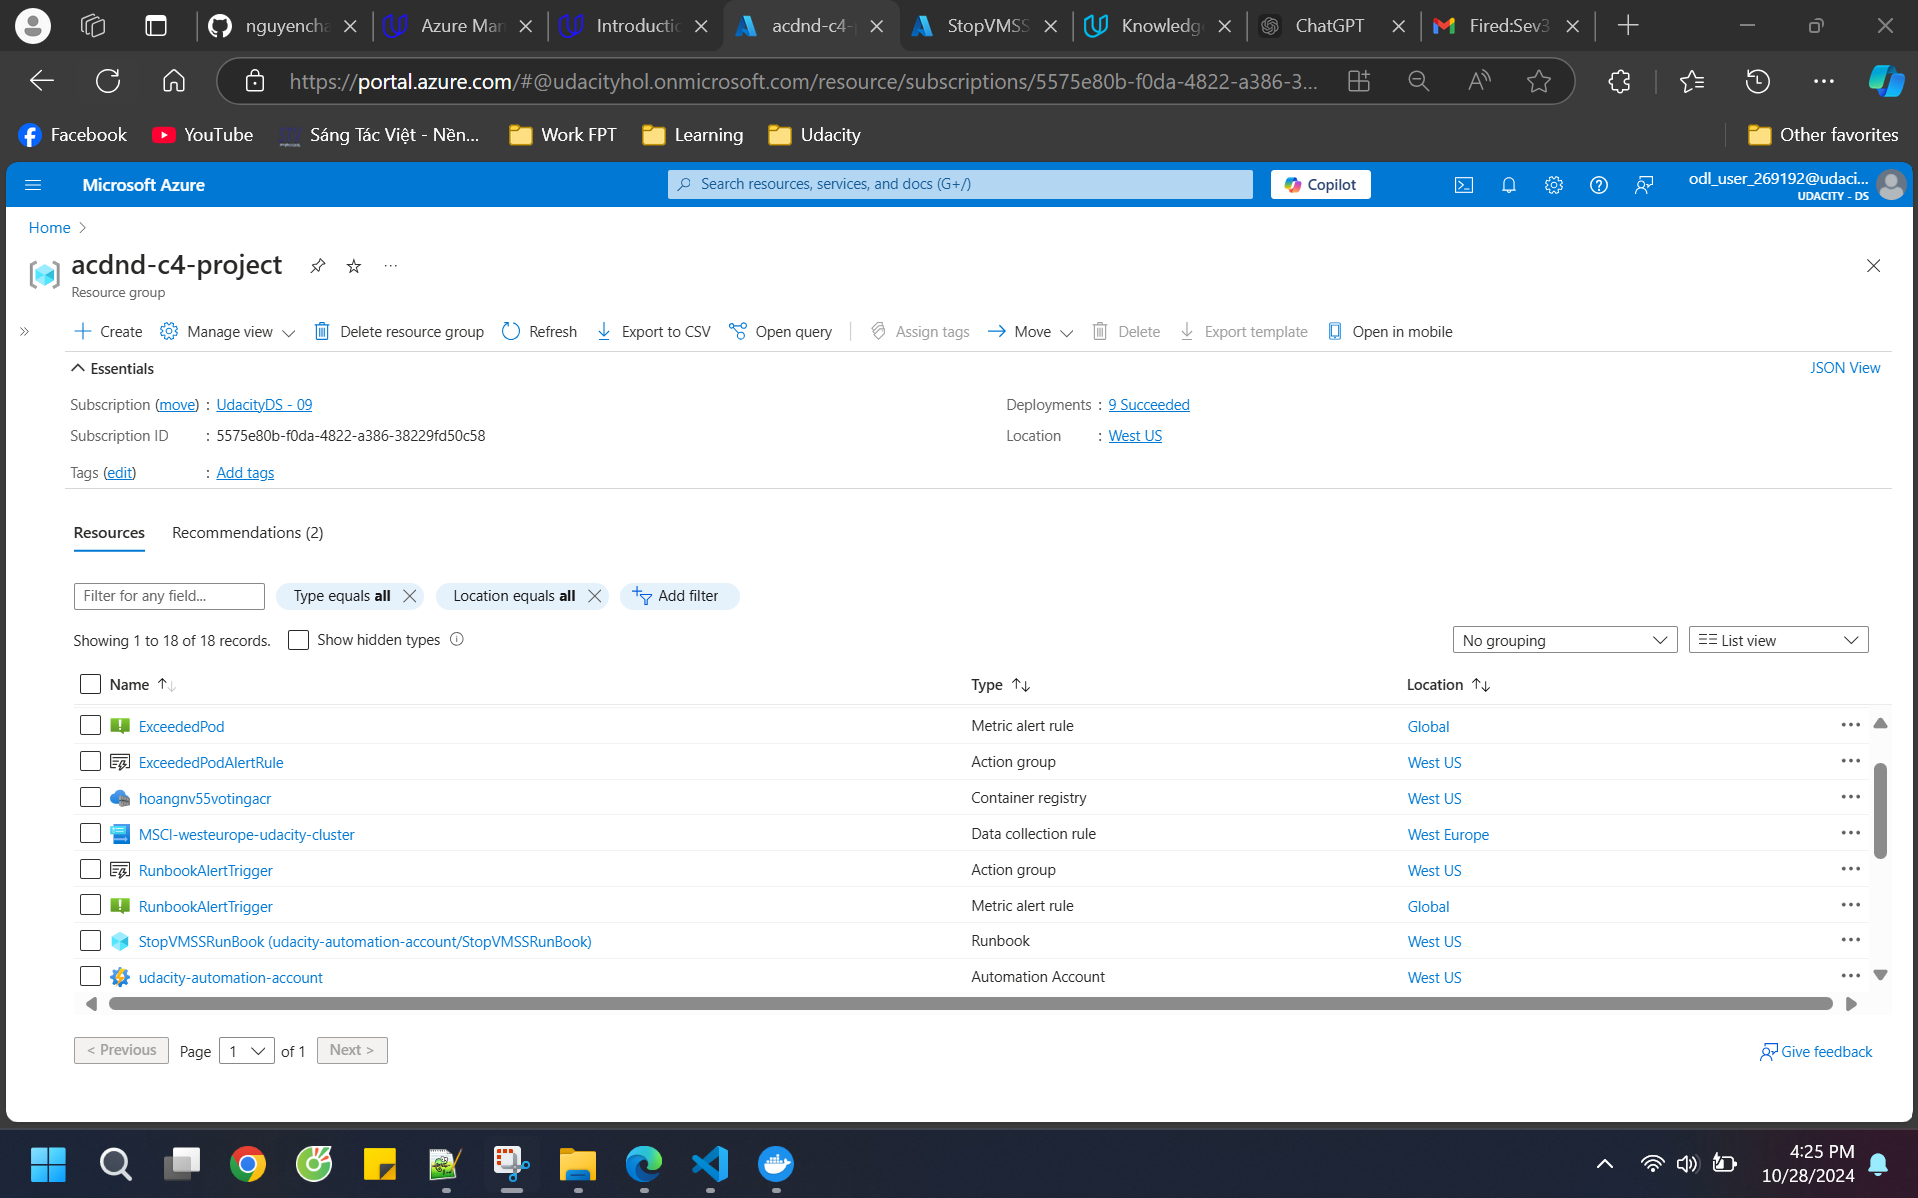 nguyencha
Azure Man
Introductic
acdnd-c4-p
StopVMSS
Knowledg
ChatGPT
Fired:Sev3
https://portal.azure.com/#@udacityhol.onmicrosoft.com/resource/subscriptions/5575e80b-f0da-4822-a386-3...
Facebook YouTube Sáng Tác Việt - Nền... Work FPT Learning Udacity Other favorites
Microsoft Azure
Search resources, services, and docs (G+/)
Copilot
odl_user_269192@udaci...
UDACITY - DS
Home
acdnd-c4-project
Resource group
Create Manage view Delete resource group Refresh Export to CSV Open query Assign tags Move Delete Export template Open in mobile
Essentials
JSON View
Subscription (move) : UdacityDS - 09
Deployments : 9 Succeeded
Subscription ID : 5575e80b-f0da-4822-a386-38229fd50c58
Location : West US
Tags (edit) : Add tags
Resources Recommendations (2)
Filter for any field... Type equals all Location equals all Add filter
Showing 1 to 18 of 18 records. Show hidden types
No grouping List view
Name Type Location
ExceededPod Metric alert rule Global
ExceededPodAlertRule Action group West US
hoangnv55votingacr Container registry West US
MSCI-westeurope-udacity-cluster Data collection rule West Europe
RunbookAlertTrigger Action group West US
RunbookAlertTrigger Metric alert rule Global
StopVMSSRunBook (udacity-automation-account/StopVMSSRunBook) Runbook West US
udacity-automation-account Automation Account West US
< Previous Page 1 of 1 Next >
Give feedback
4:25 PM
10/28/2024